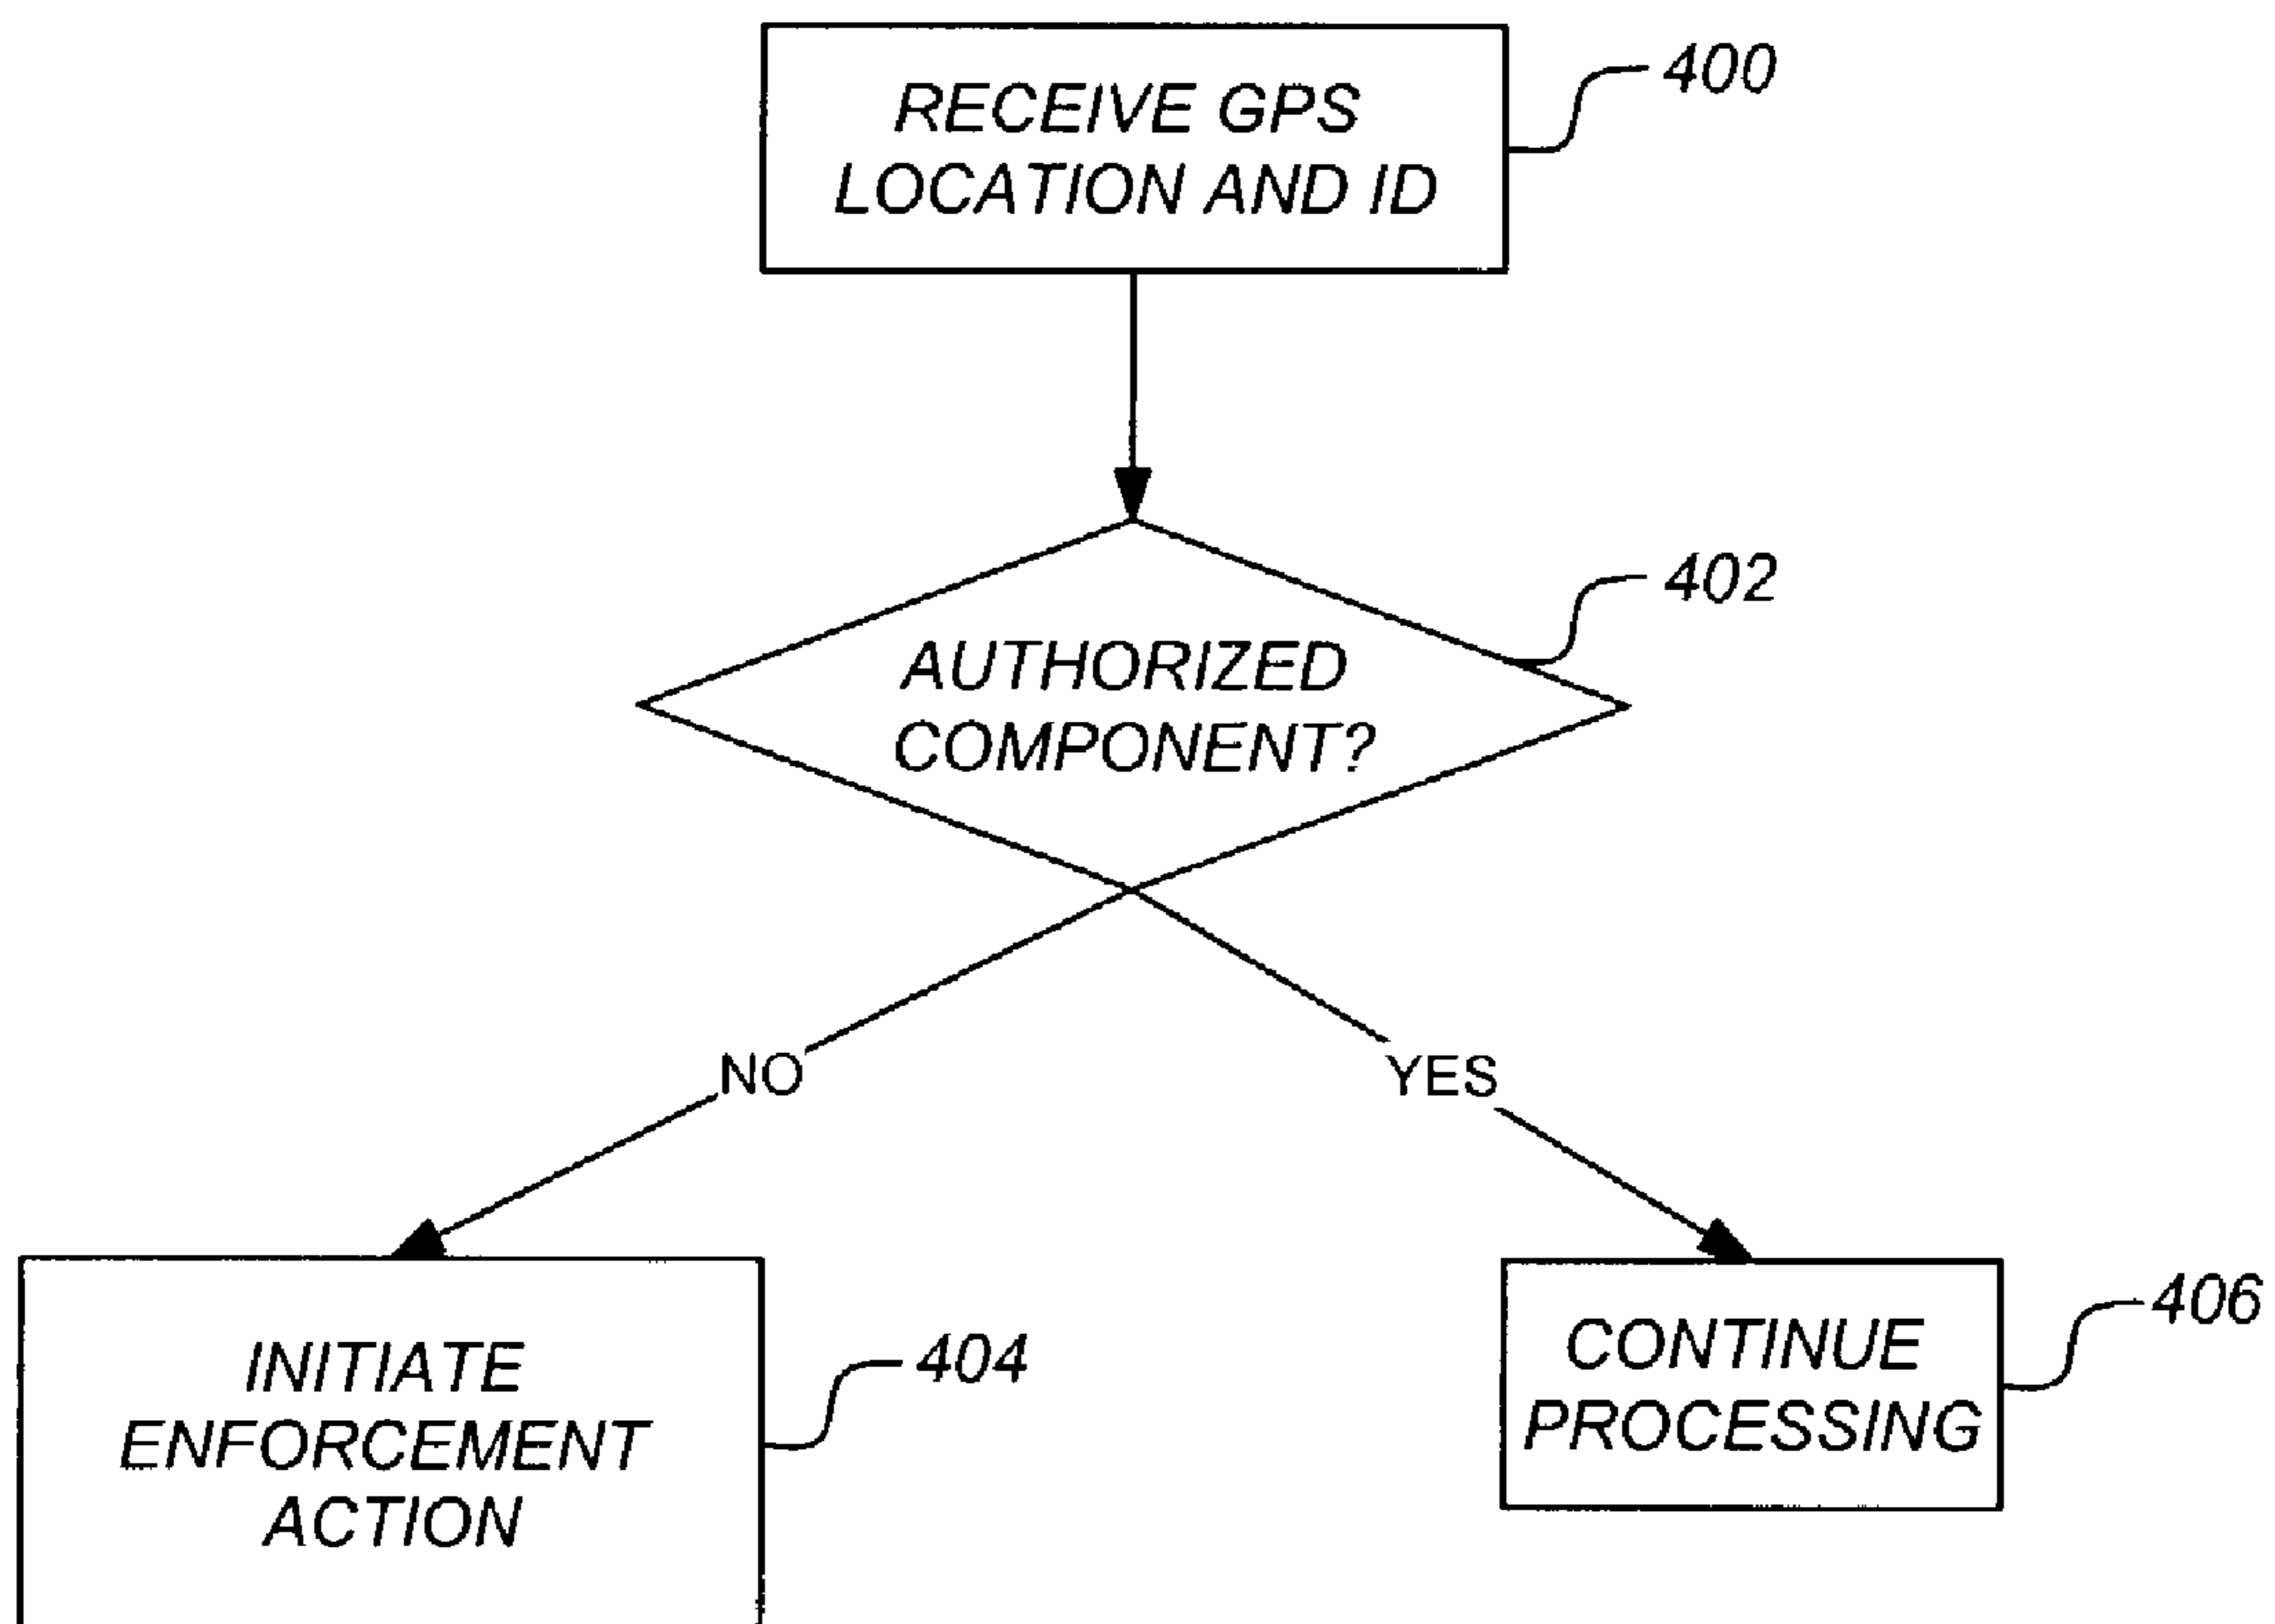 RECEIVE GPS
LOCATION AND ID
400
AUTHORIZED
COMPONENT?
402
NO
YES
INITIATE
ENFORCEMENT
ACTION
404
CONTINUE
PROCESSING
406